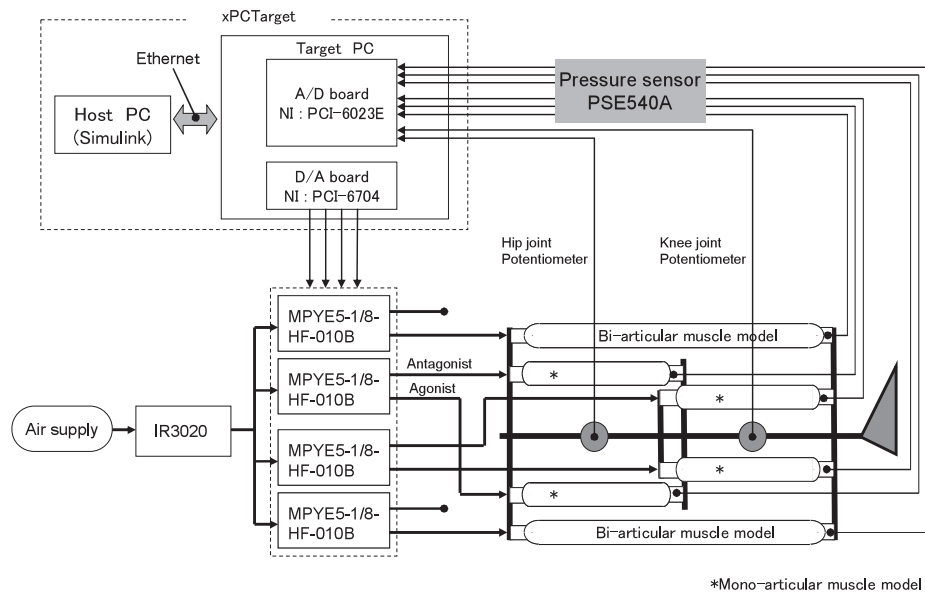 xPCTarget
Target PC
Ethernet
A/D board
NI : PCI-6023E
Pressure sensor
PSE540A
Host PC
(Simulink)
D/A board
NI : PCI-6704
Hip joint
Potentiometer
Knee joint
Potentiometer
MPYE5-1/8-
HF-010B
Bi-articular muscle model
Antagonist
*
MPYE5-1/8-
HF-010B
Agonist
*
Air supply
IR3020
MPYE5-1/8-
HF-010B
*
*
MPYE5-1/8-
HF-010B
Bi-articular muscle model
*Mono-articular muscle model